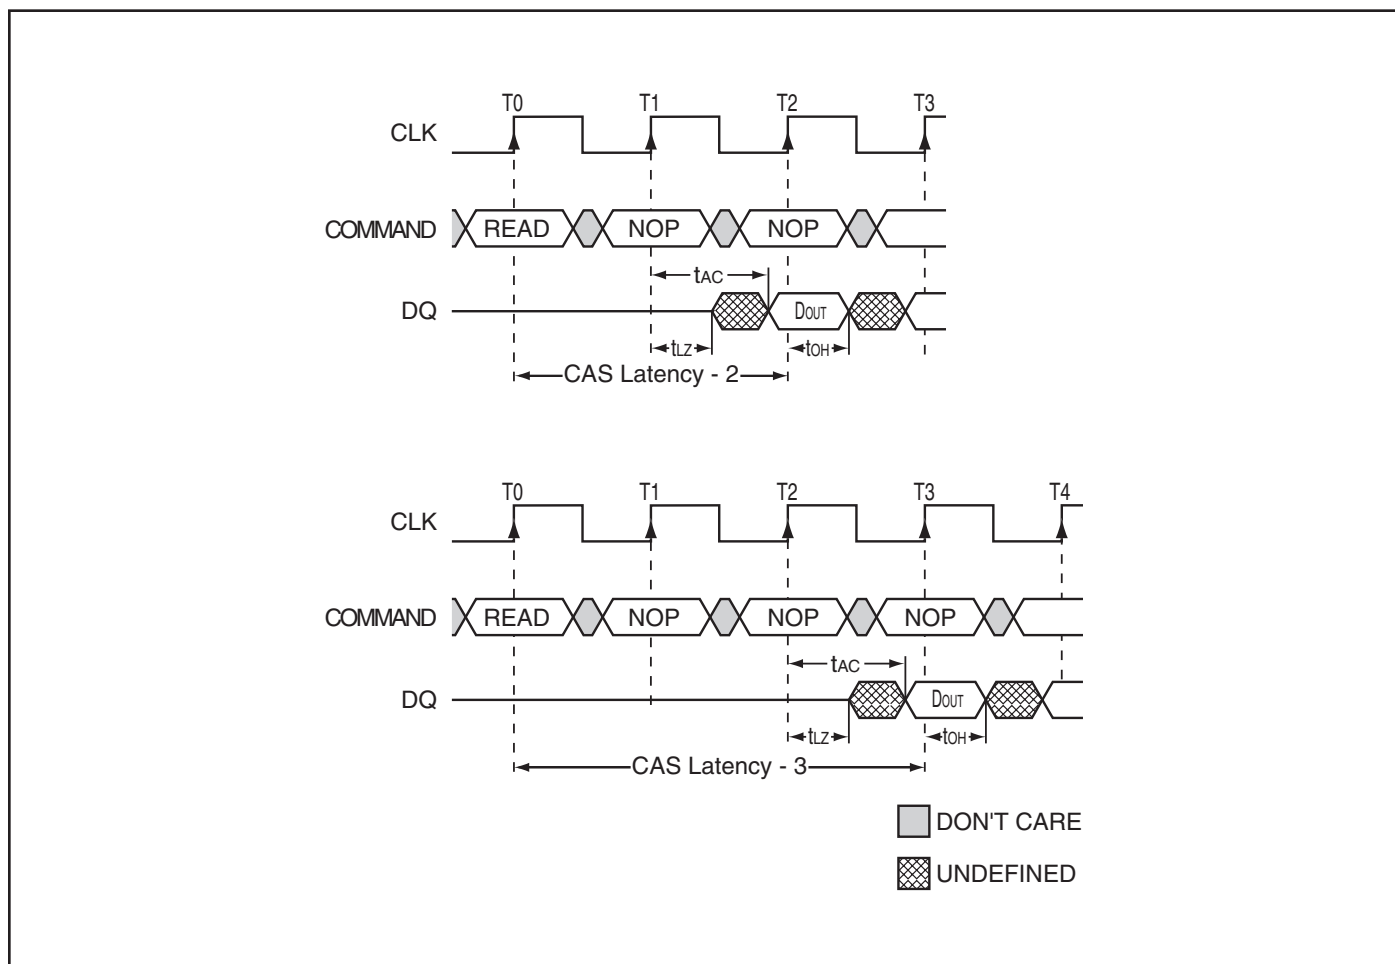 T0 T1 T2 T3
CLK
COMMAND READ NOP NOP
tAC
DQ DOUT
tLZ tOH
CAS Latency - 2
T0 T1 T2 T3 T4
CLK
COMMAND READ NOP NOP NOP
tAC
DQ DOUT
tLZ tOH
CAS Latency - 3
DON'T CARE
UNDEFINED